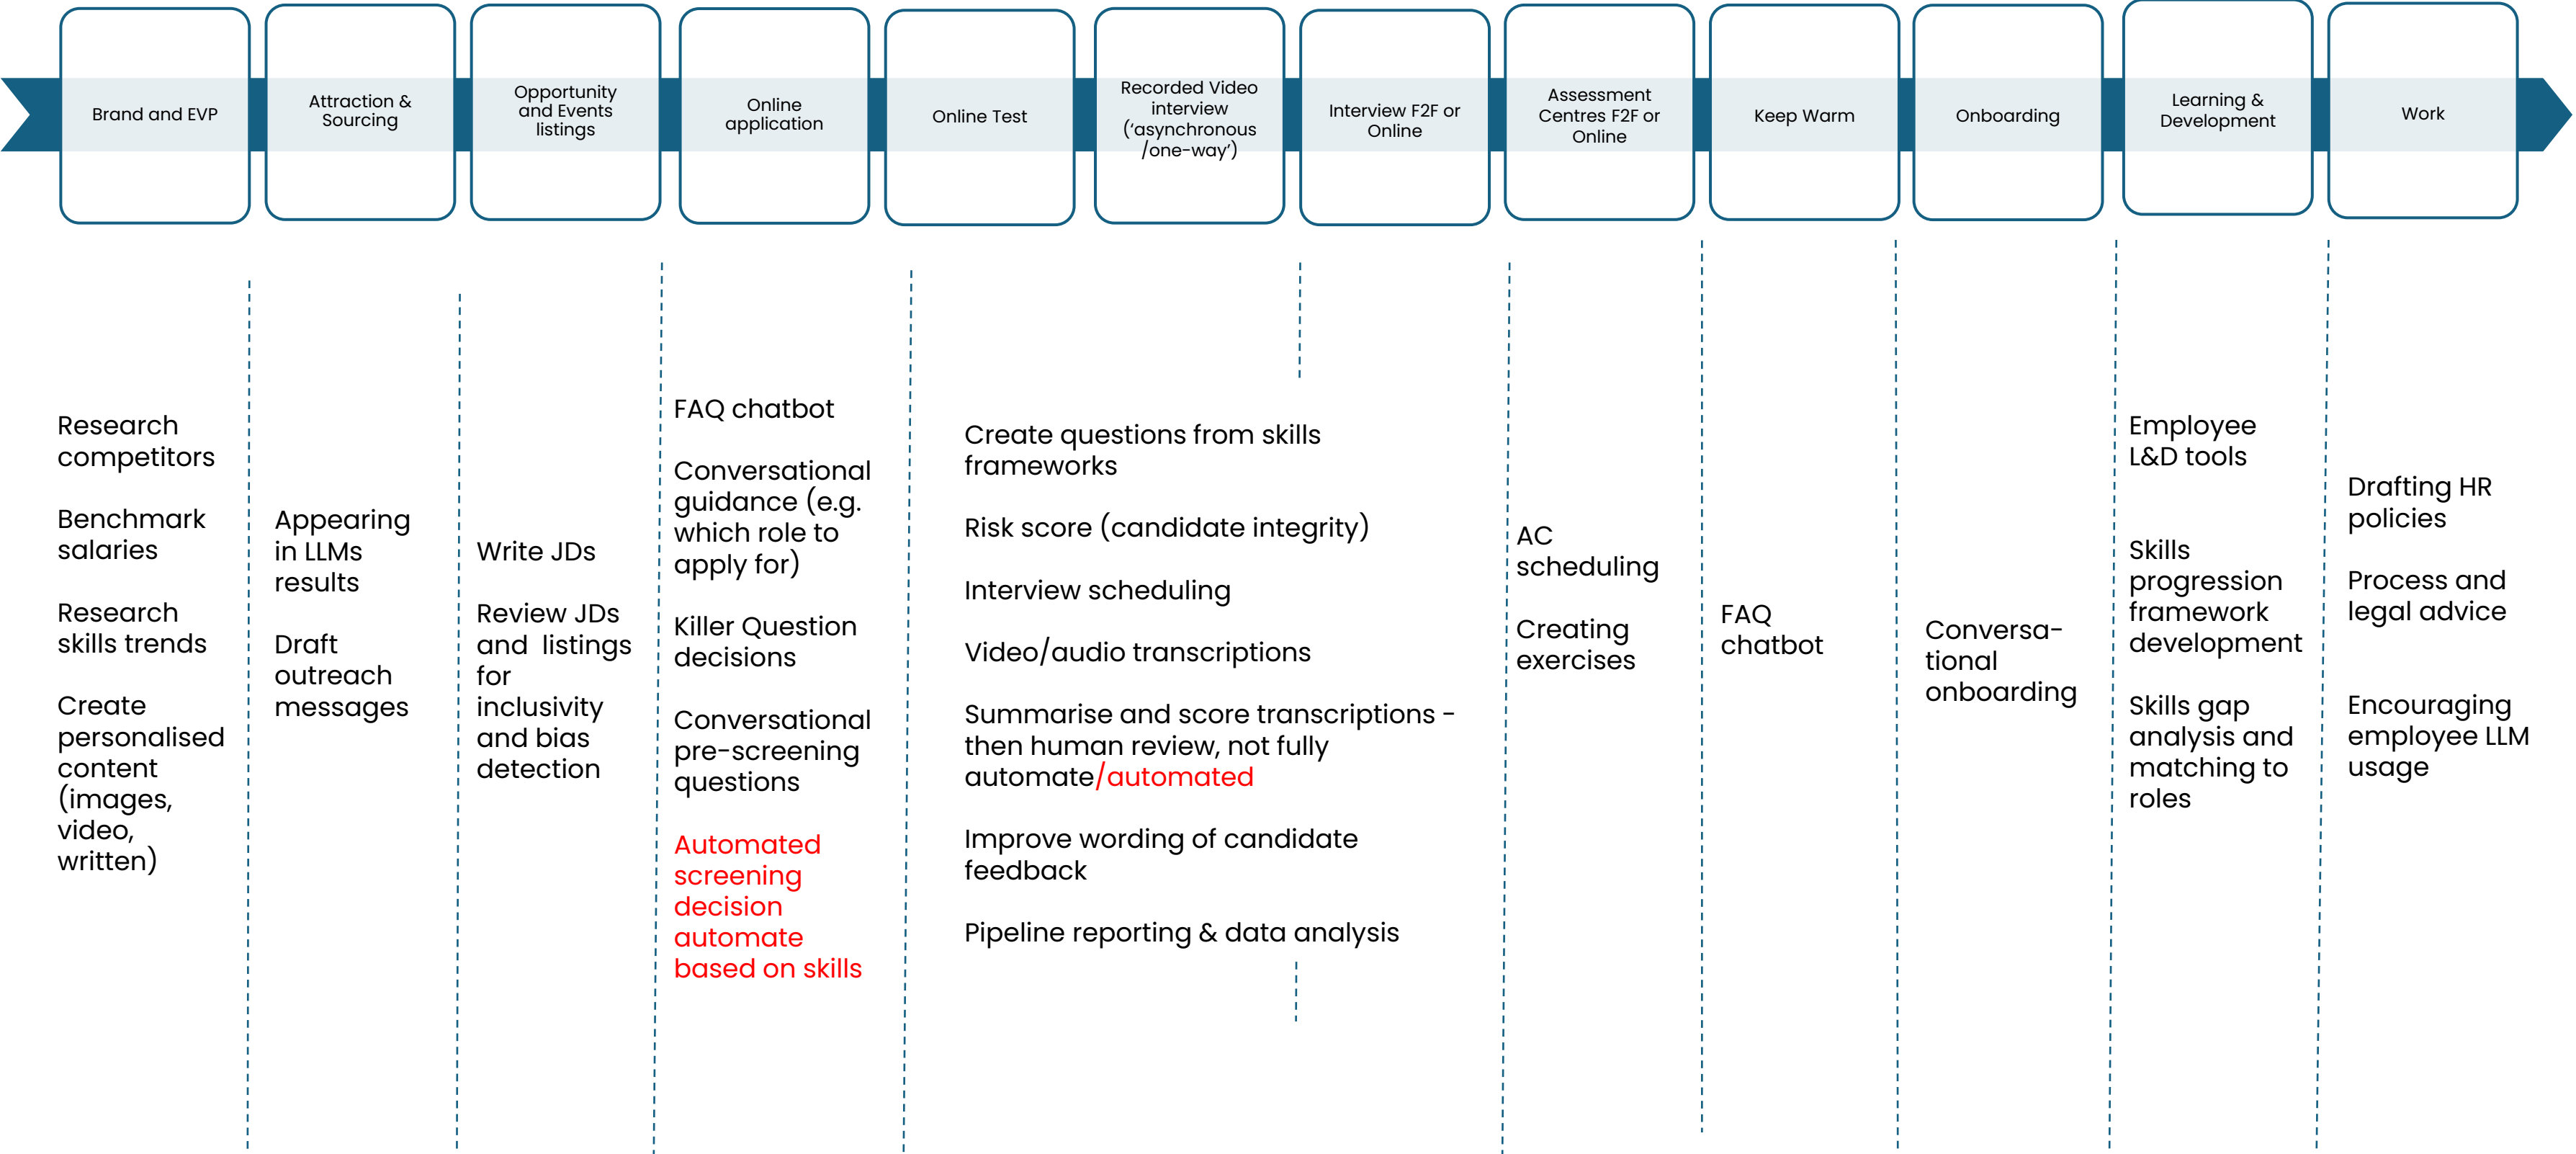 Brand and EVP
Attraction &
Sourcing
Opportunity
and Events
listings
Online
application
Online Test
Recorded Video
interview
(‘asynchronous
/one-way’)
Interview F2F or
Online
Assessment
Centres F2F or
Online
Keep Warm
Onboarding
Learning &
Development
Work
Research
competitors
Benchmark
salaries
Research
skills trends
Create
personalised
content
(images,
video,
written)
Appearing
in LLMs
results
Draft
outreach
messages
Write JDs
Review JDs
and listings
for
inclusivity
and bias
detection
FAQ chatbot
Conversational
guidance (e.g.
which role to
apply for)
Killer Question
decisions
Conversational
pre-screening
questions
Automated
screening
decision
automate
based on skills
Create questions from skills
frameworks
Risk score (candidate integrity)
Interview scheduling
Video/audio transcriptions
Summarise and score transcriptions -
then human review, not fully
automate/automated
Improve wording of candidate
feedback
Pipeline reporting & data analysis
AC
scheduling
Creating
exercises
FAQ
chatbot
Conversa-
tional
onboarding
Employee
L&D tools
Skills
progression
framework
development
Skills gap
analysis and
matching to
roles
Drafting HR
policies
Process and
legal advice
Encouraging
employee LLM
usage